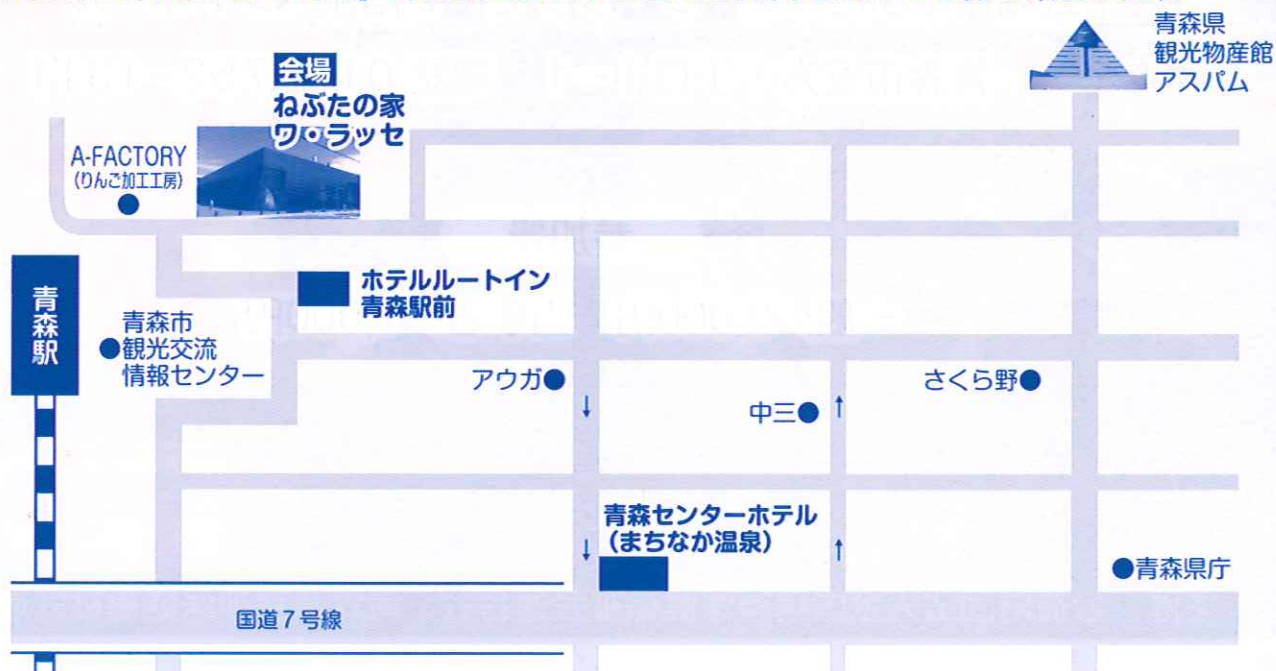 青森県
観光物産館
アスパム
会場
ねぶたの家
ワ・ラッセ
A-FACTORY
(りんご加工工房)
ホテルルートイン
青森駅前
青森駅
青森市
観光交流
情報センター
アウガ
中三
さくら野
青森センターホテル
(まちなか温泉)
青森県庁
国道7号線